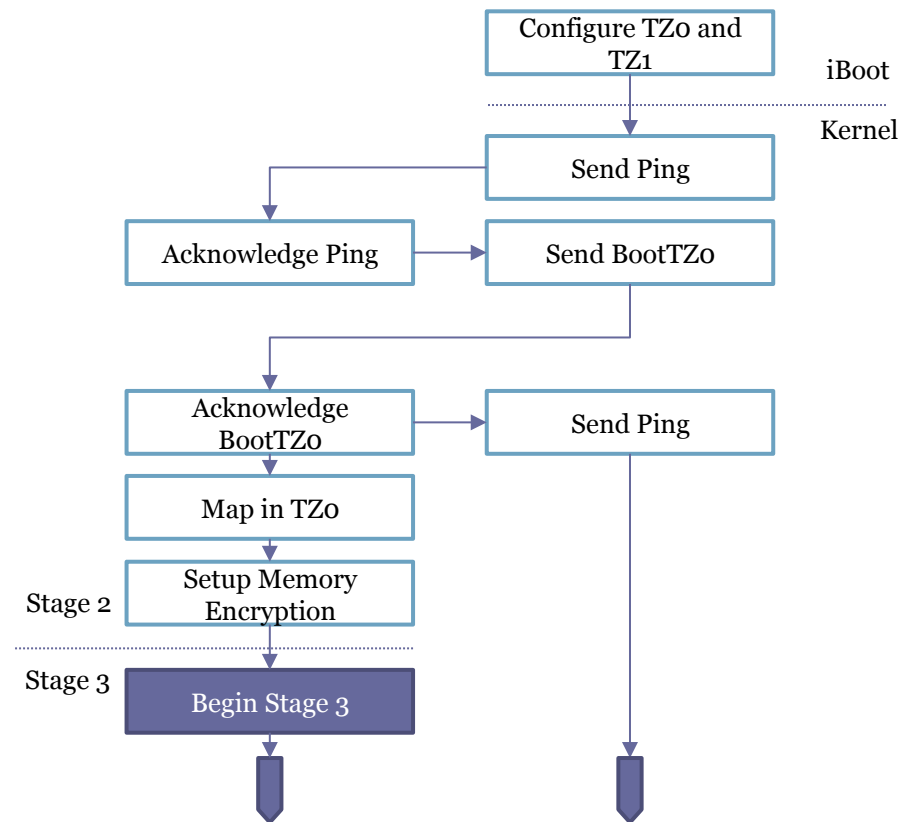 Configure TZ0 and
TZ1
iBoot
Kernel
Send Ping
Acknowledge Ping
Send BootTZ0
Acknowledge
BootTZ0
Send Ping
Map in TZ0
Setup Memory
Encryption
Stage 2
Stage 3
Begin Stage 3